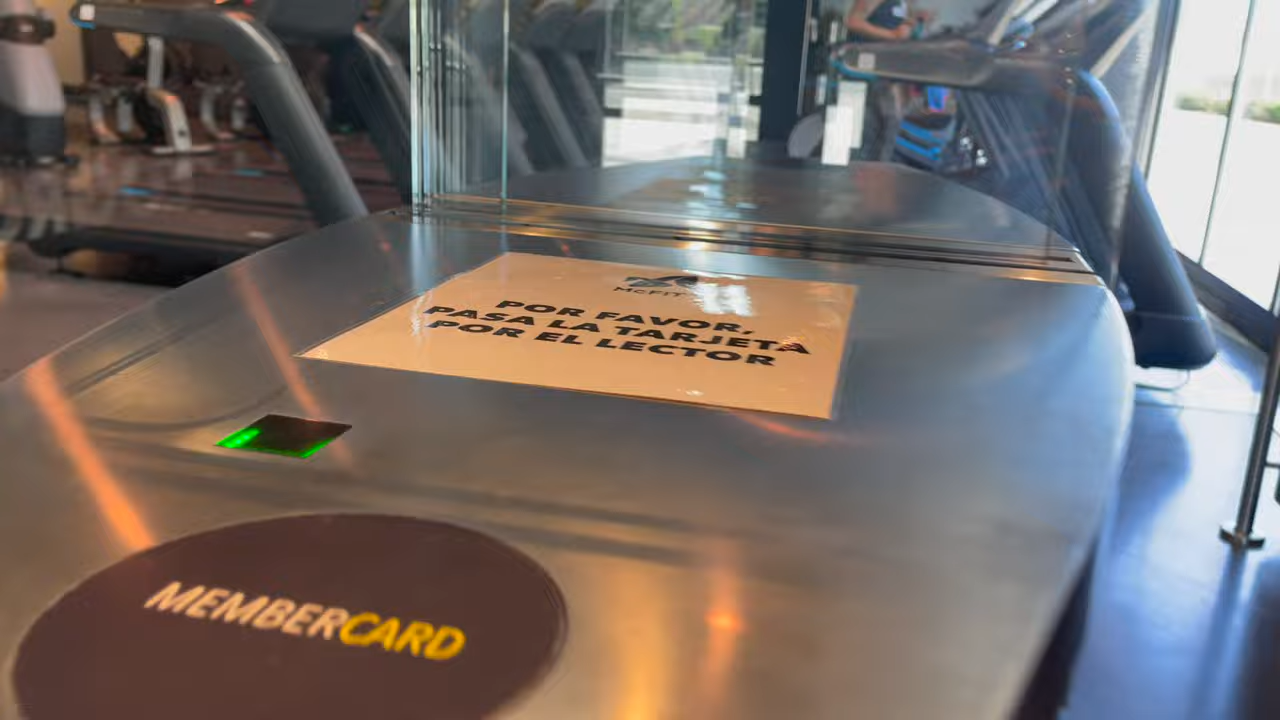 McFIT
POR FAVOR,
PASA LA TARJETA
POR EL LECTOR
MEMBERCARD